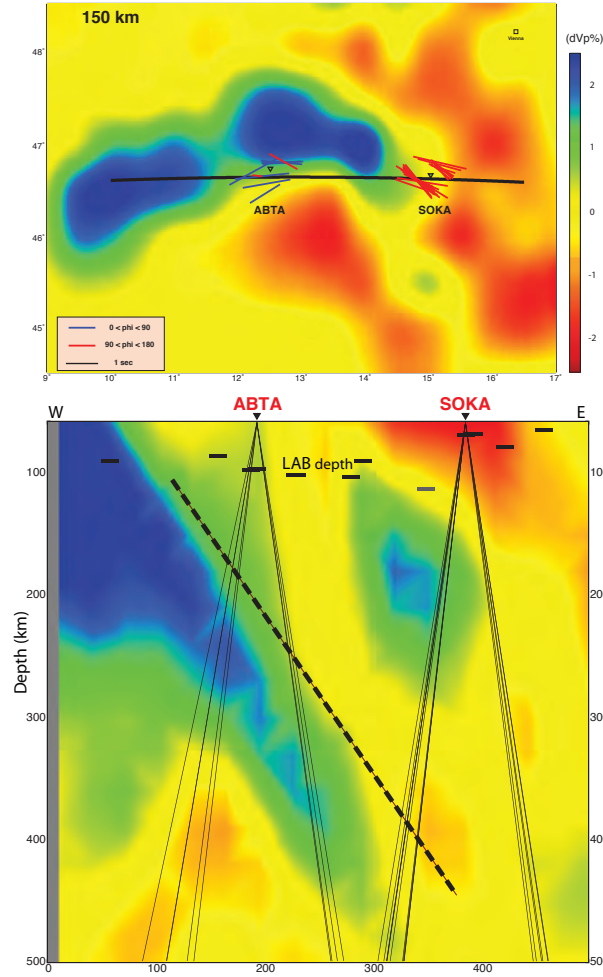 150 km
Vienna
(dVp%)
48°
47°
46°
45°
2
1
0
-1
-2
ABTA
SOKA
0 < phi < 90
90 < phi < 180
1 sec
9°
10°
11°
12°
13°
14°
15°
16°
17°
W
ABTA
SOKA
E
LAB depth
100
200
300
400
500
10
20
30
40
50
Depth (km)
0
100
200
300
400